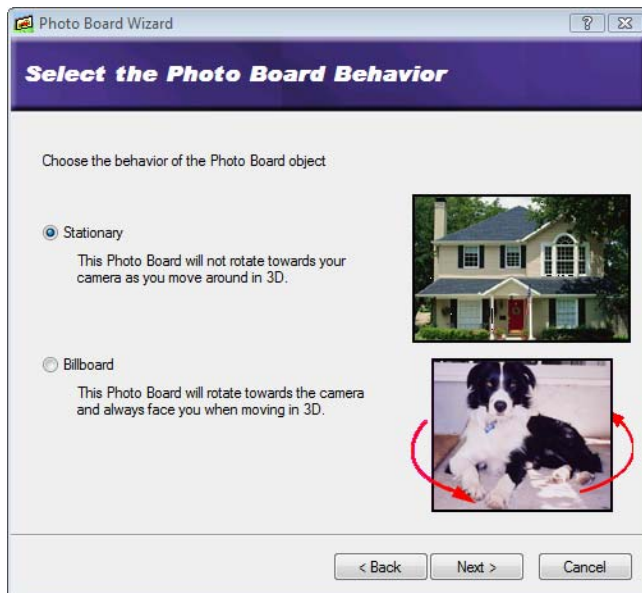 Photo Board Wizard
?
Select the Photo Board Behavior
Choose the behavior of the Photo Board object
Stationary
This Photo Board will not rotate towards your
camera as you move around in 3D.
Billboard
This Photo Board will rotate towards the camera
and always face you when moving in 3D.
< Back
Next >
Cancel